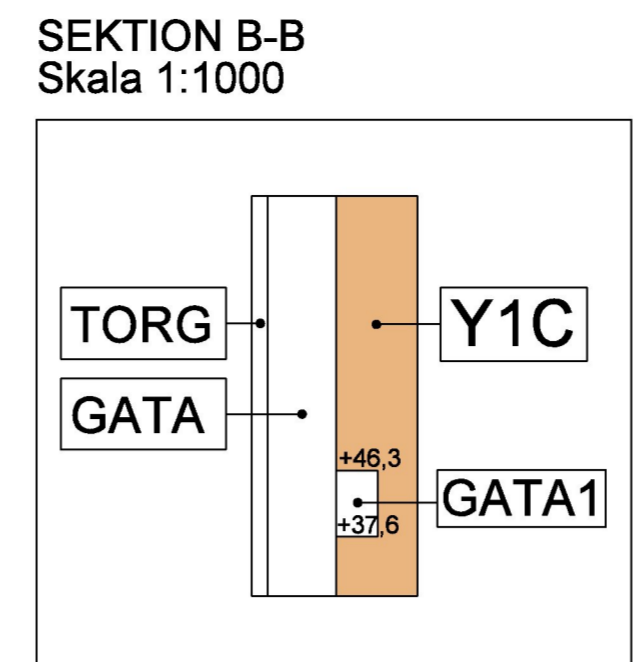 SEKTION B-B
Skala 1:1000
TORG
Y1C
GATA
+46,3
GATA1
+37,6